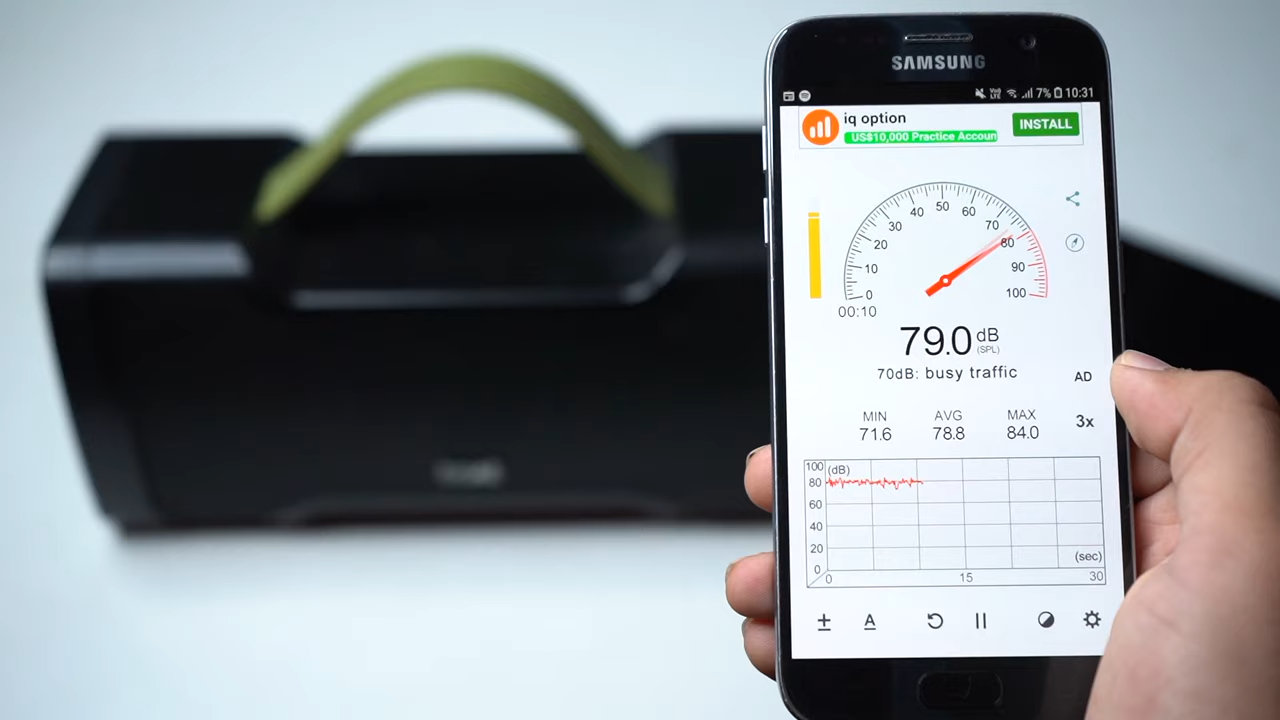 SAMSUNG
VoD LTE 7% 10:31
iq option
US$10,000 Practice Accoun
INSTALL
0 10 20 30 40 50 60 70 80 90 100
00:10
79.0 dB
(SPL)
70dB: busy traffic
AD
MIN AVG MAX
71.6 78.8 84.0
3x
100 (dB)
80
60
40
20
0
(sec)
0 15 30
A